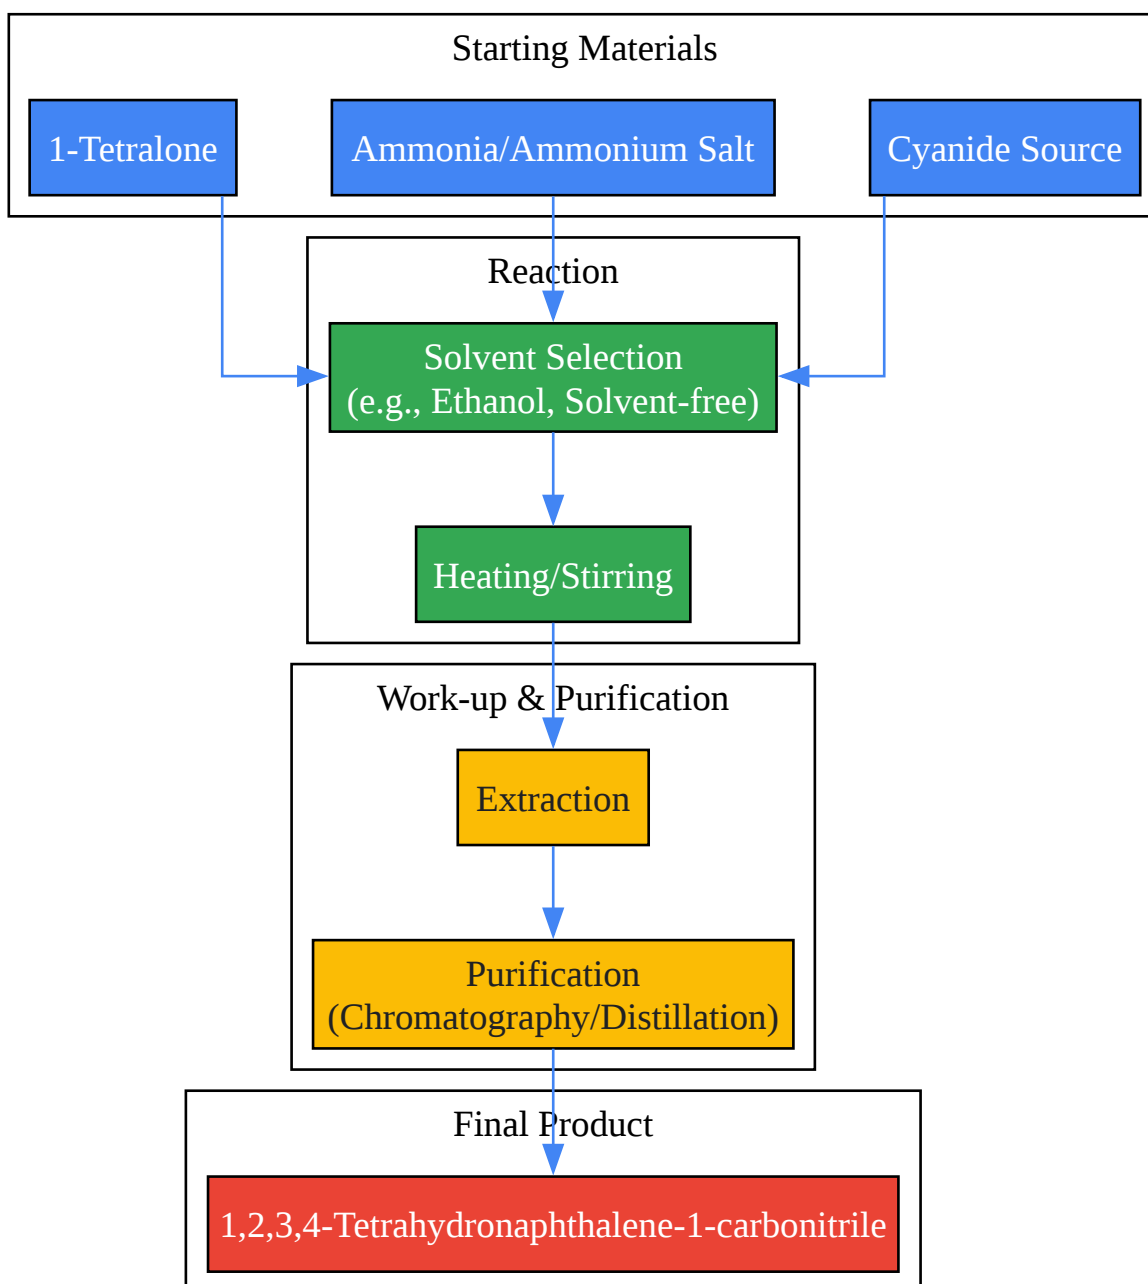 Starting Materials
1-Tetralone
Ammonia/Ammonium Salt
Cyanide Source
Reaction
Solvent Selection
(e.g., Ethanol, Solvent-free)
Heating/Stirring
Work-up & Purification
Extraction
Purification
(Chromatography/Distillation)
Final Product
1,2,3,4-Tetrahydronaphthalene-1-carbonitrile